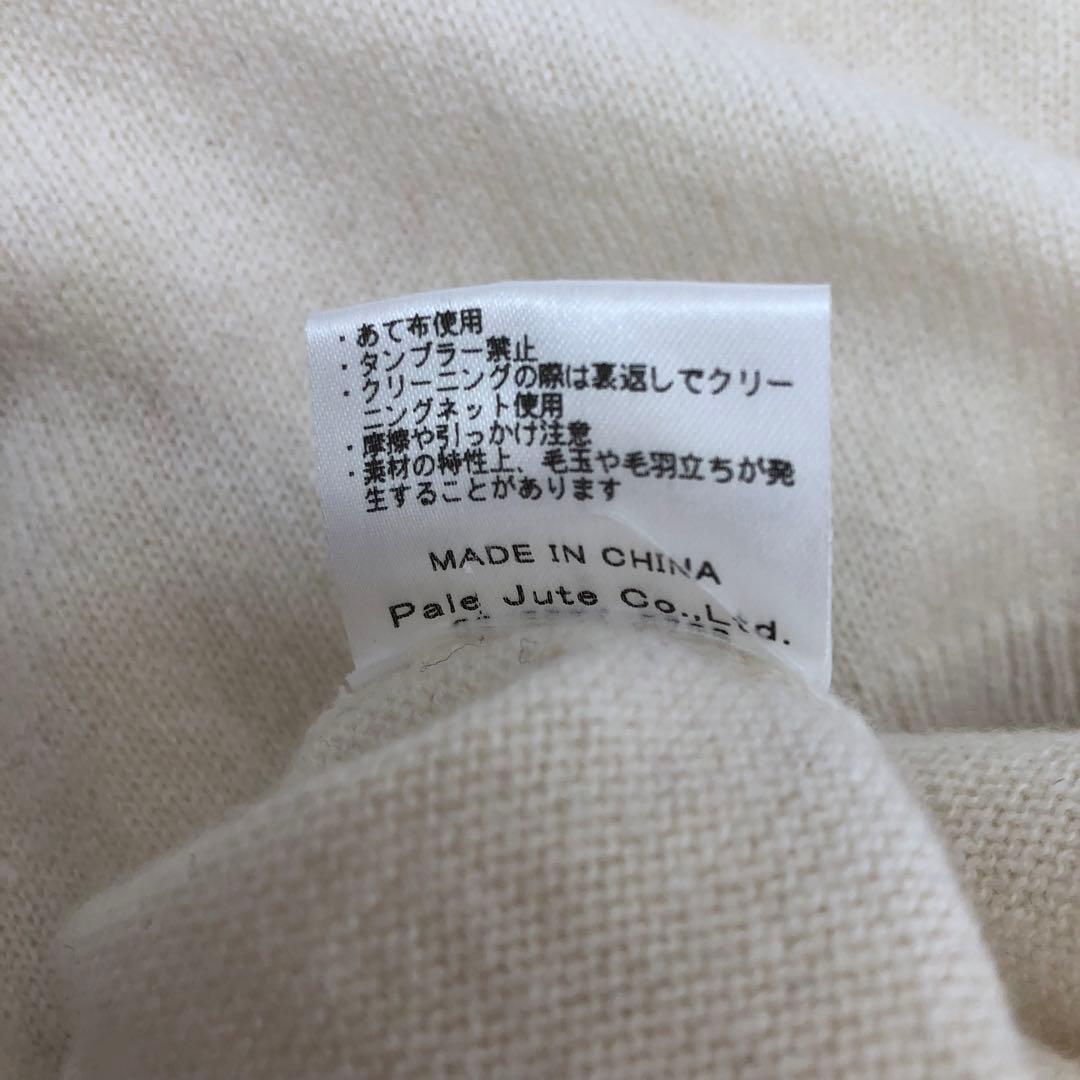 ・あて布使用
・タンブラー禁止
・クリーニングの際は裏返しでクリー
ニングネット使用
・摩擦や引っかけ注意
・素材の特性上、毛玉や毛羽立ちが発
生することがあります
MADE IN CHINA
Pale Jute Co.,Ltd.